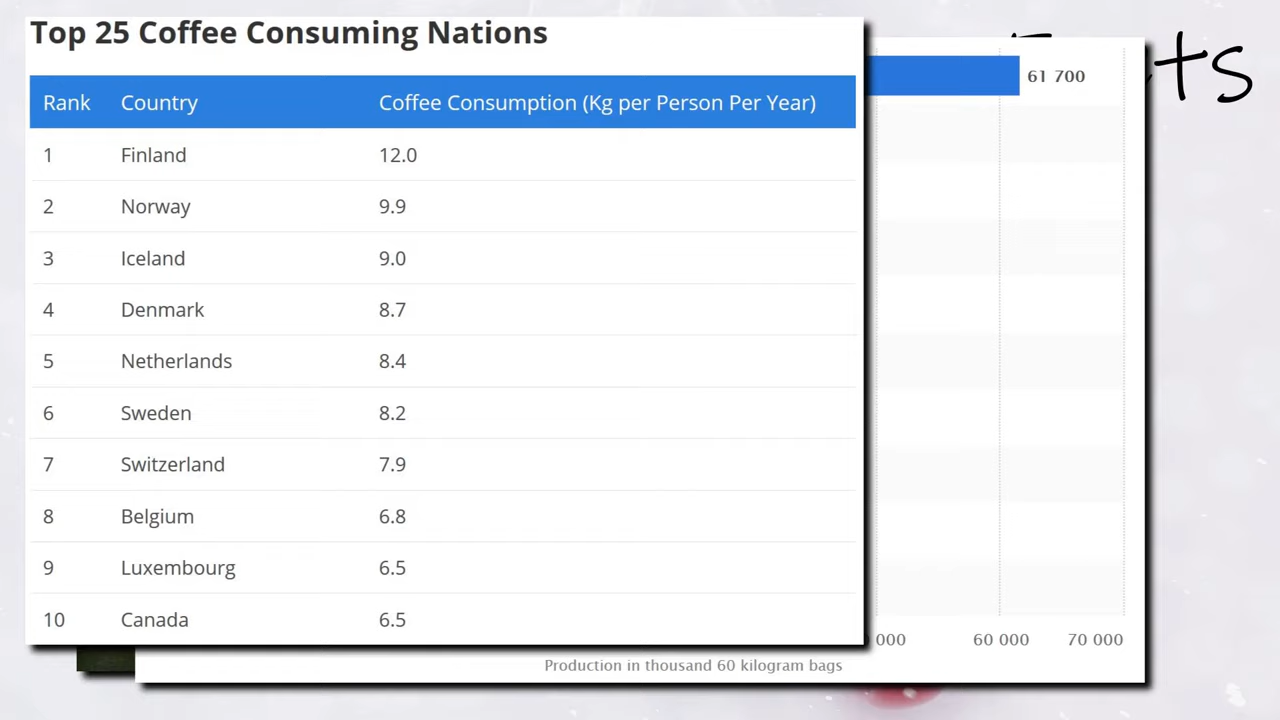 Top 25 Coffee Consuming Nations
Rank Country Coffee Consumption (Kg per Person Per Year)
1 Finland 12.0
2 Norway 9.9
3 Iceland 9.0
4 Denmark 8.7
5 Netherlands 8.4
6 Sweden 8.2
7 Switzerland 7.9
8 Belgium 6.8
9 Luxembourg 6.5
10 Canada 6.5
61 700
000 60 000 70 000
Production in thousand 60 kilogram bags